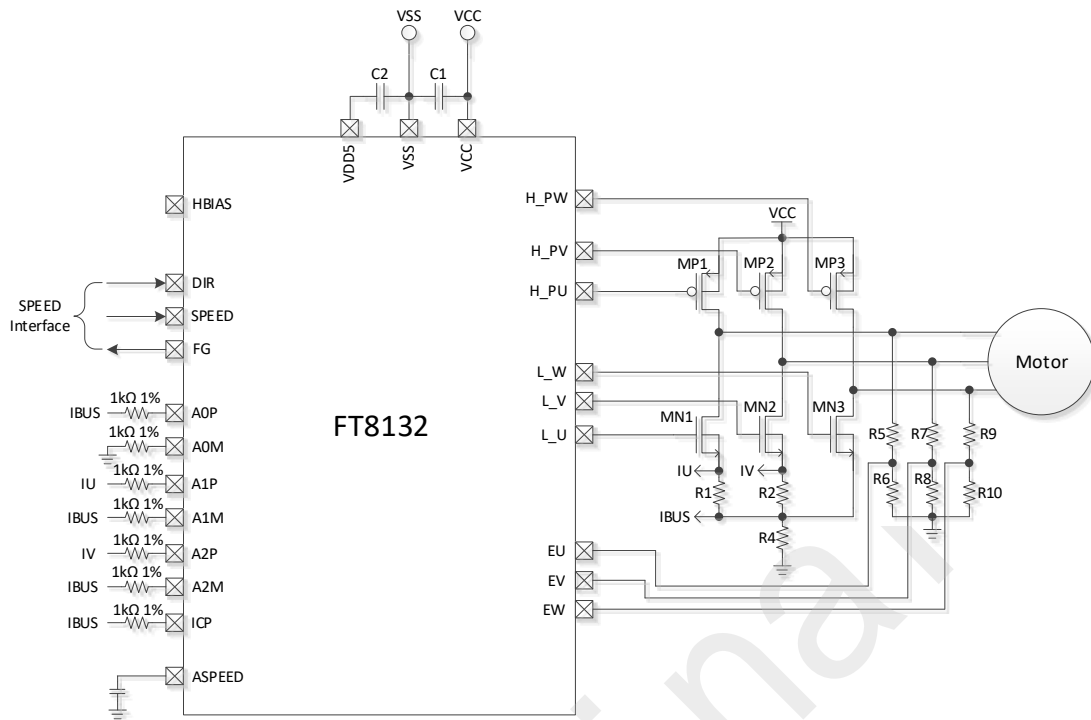 VSS
VCC
C2
C1
VDD5
VSS
VCC
HBIAS
DIR
SPEED
FG
SPEED
Interface
IBUS
1kΩ 1%
A0P
1kΩ 1%
A0M
IU
1kΩ 1%
A1P
IBUS
1kΩ 1%
A1M
IV
1kΩ 1%
A2P
IBUS
1kΩ 1%
A2M
IBUS
1kΩ 1%
ICP
ASPEED
FT8132
H_PW
H_PV
H_PU
L_W
L_V
L_U
EU
EV
EW
VCC
MP1
MP2
MP3
MN1
MN2
MN3
IU
IV
R1
R2
IBUS
R4
R5
R7
R9
R6
R8
R10
Motor